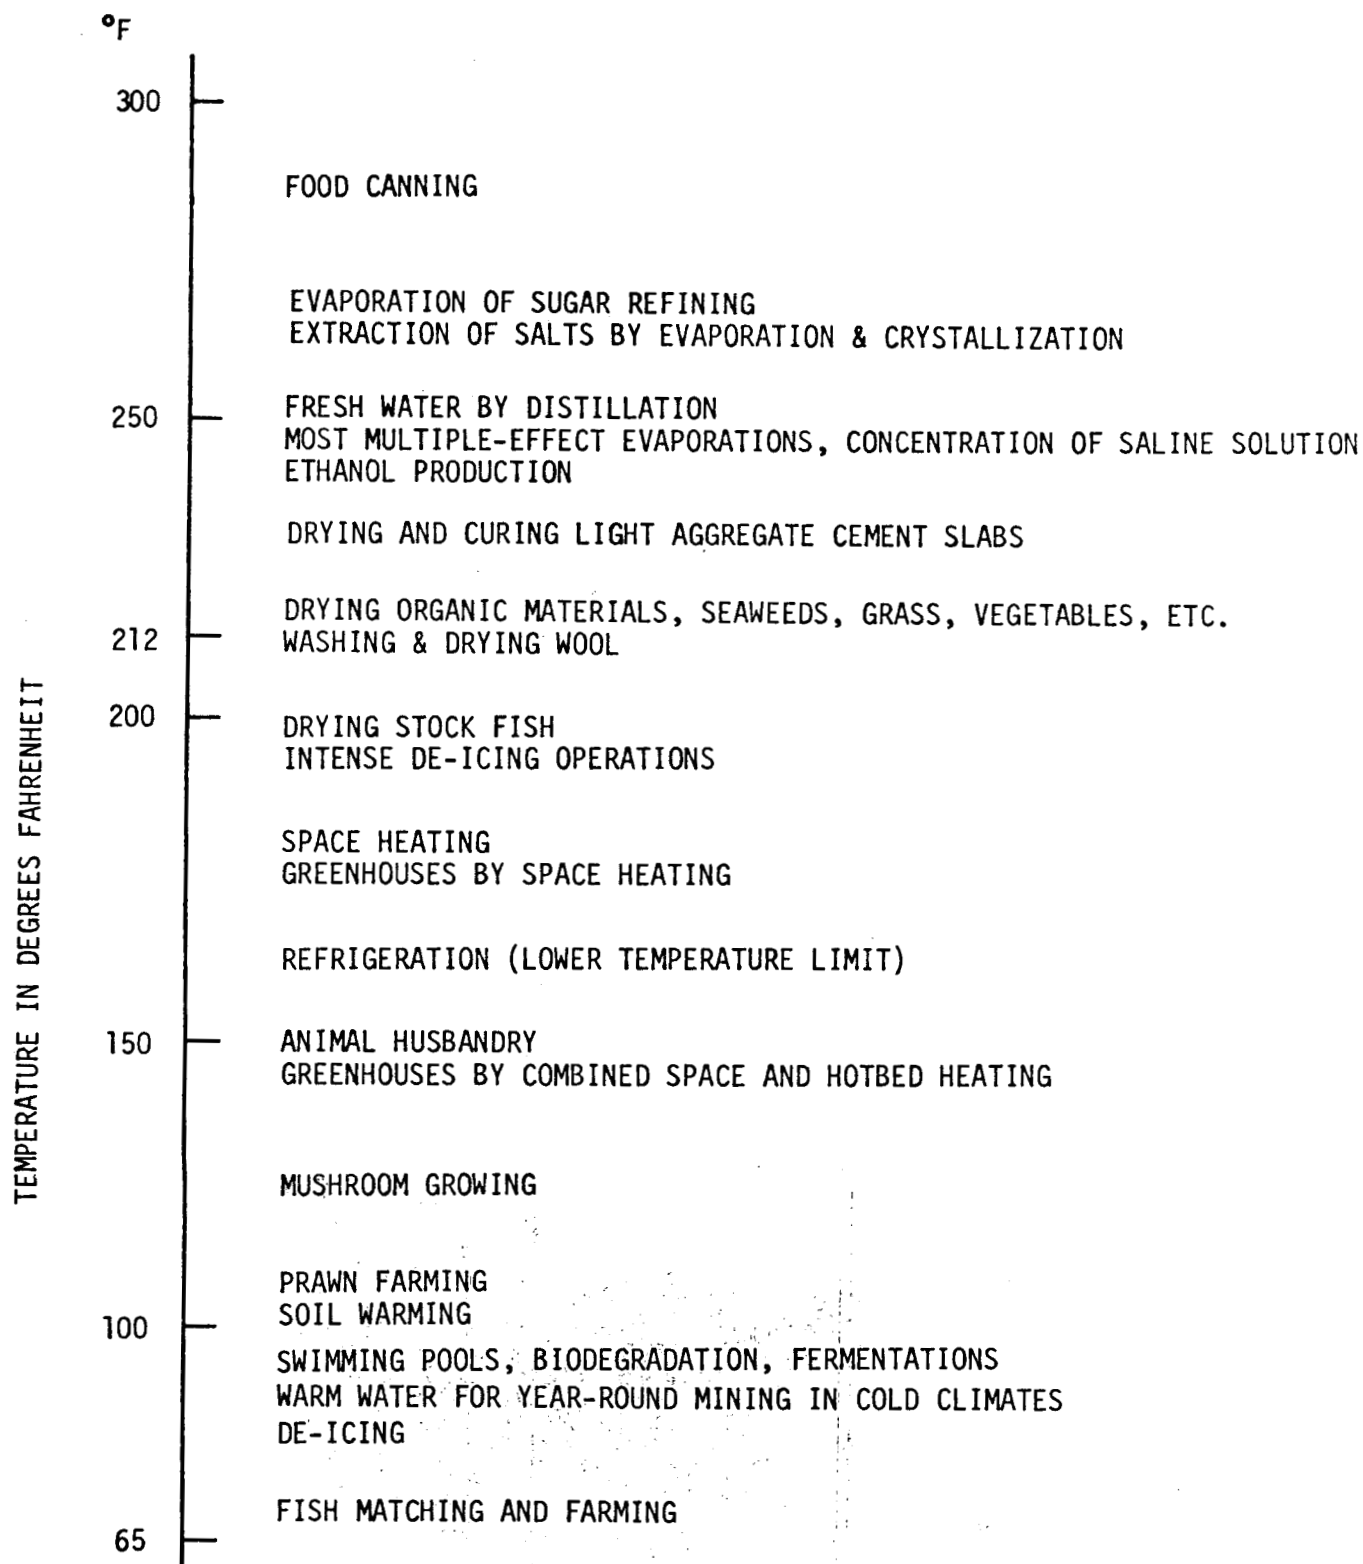 °F
300
FOOD CANNING
EVAPORATION OF SUGAR REFINING
EXTRACTION OF SALTS BY EVAPORATION & CRYSTALLIZATION
250
FRESH WATER BY DISTILLATION
MOST MULTIPLE-EFFECT EVAPORATIONS, CONCENTRATION OF SALINE SOLUTION
ETHANOL PRODUCTION
DRYING AND CURING LIGHT AGGREGATE CEMENT SLABS
DRYING ORGANIC MATERIALS, SEAWEEDS, GRASS, VEGETABLES, ETC.
212
WASHING & DRYING WOOL
200
DRYING STOCK FISH
INTENSE DE-ICING OPERATIONS
SPACE HEATING
GREENHOUSES BY SPACE HEATING
REFRIGERATION (LOWER TEMPERATURE LIMIT)
150
ANIMAL HUSBANDRY
GREENHOUSES BY COMBINED SPACE AND HOTBED HEATING
MUSHROOM GROWING
PRAWN FARMING
SOIL WARMING
100
SWIMMING POOLS, BIODEGRADATION, FERMENTATIONS
WARM WATER FOR YEAR-ROUND MINING IN COLD CLIMATES
DE-ICING
FISH MATCHING AND FARMING
65
TEMPERATURE IN DEGREES FAHRENHEIT